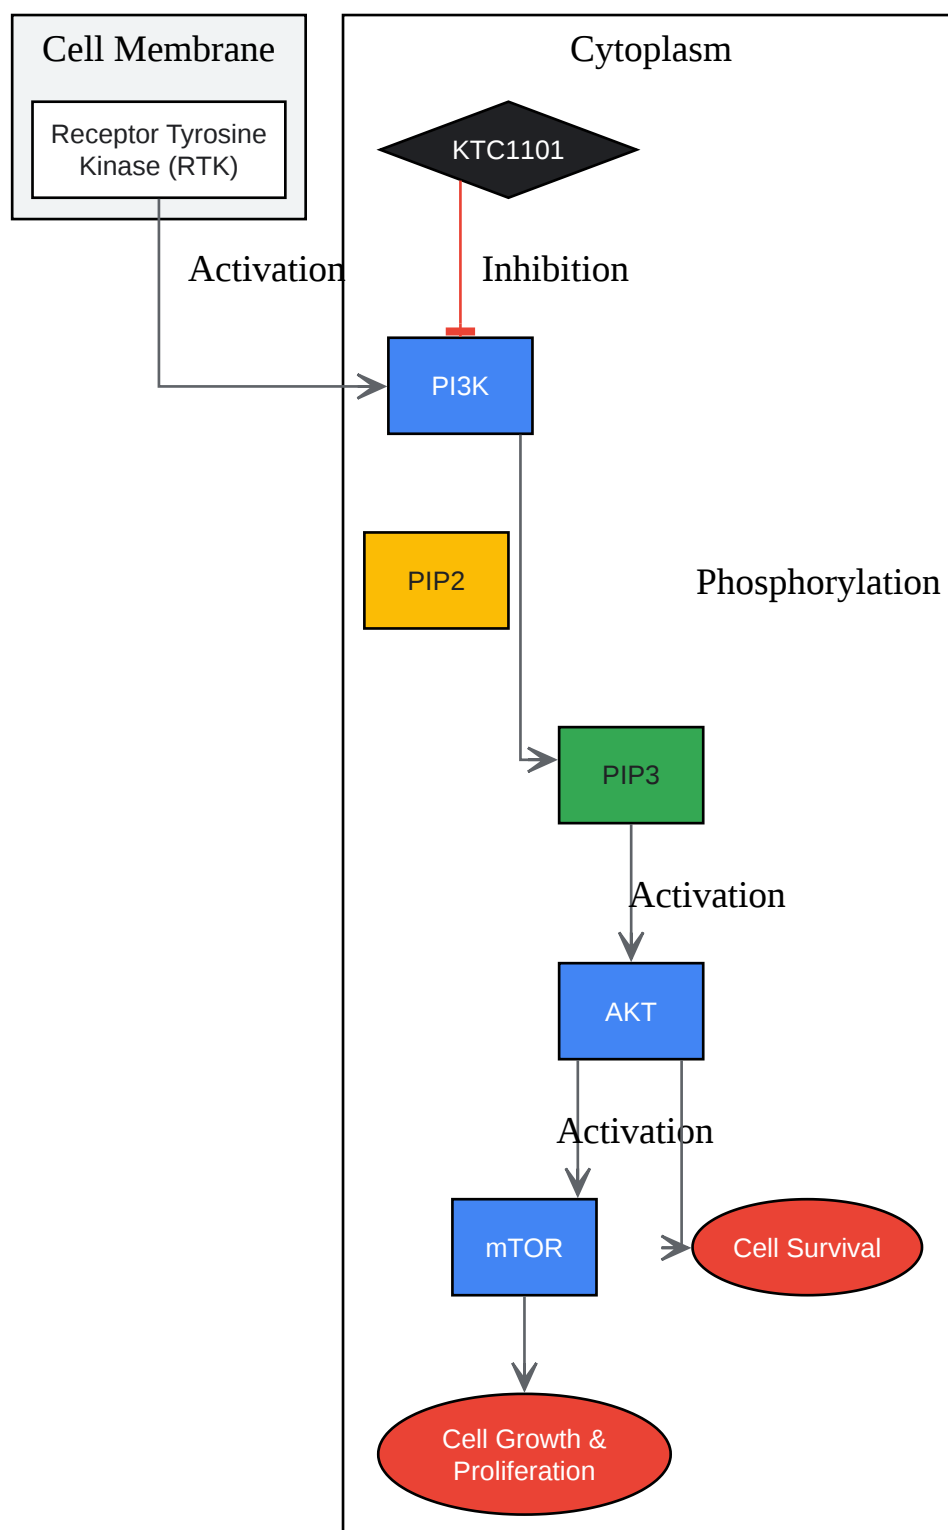 Cell Membrane
Cytoplasm
Receptor Tyrosine
Kinase (RTK)
KTC1101
Activation
Inhibition
PI3K
PIP2
Phosphorylation
PIP3
Activation
AKT
Activation
mTOR
Cell Survival
Cell Growth &
Proliferation